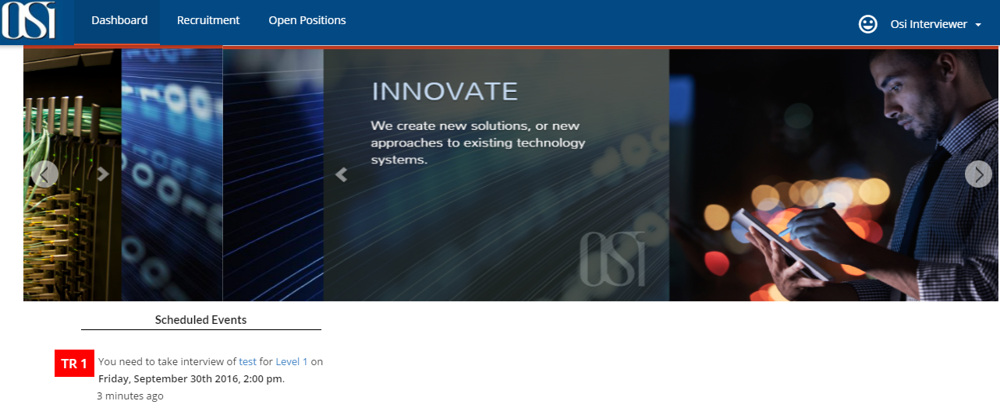 OSi
Dashboard
Recruitment
Open Positions
Osi Interviewer
INNOVATE
We create new solutions, or new
approaches to existing technology
systems.
OSi
Scheduled Events
TR 1
You need to take interview of test for Level 1 on
Friday, September 30th 2016, 2:00 pm.
3 minutes ago